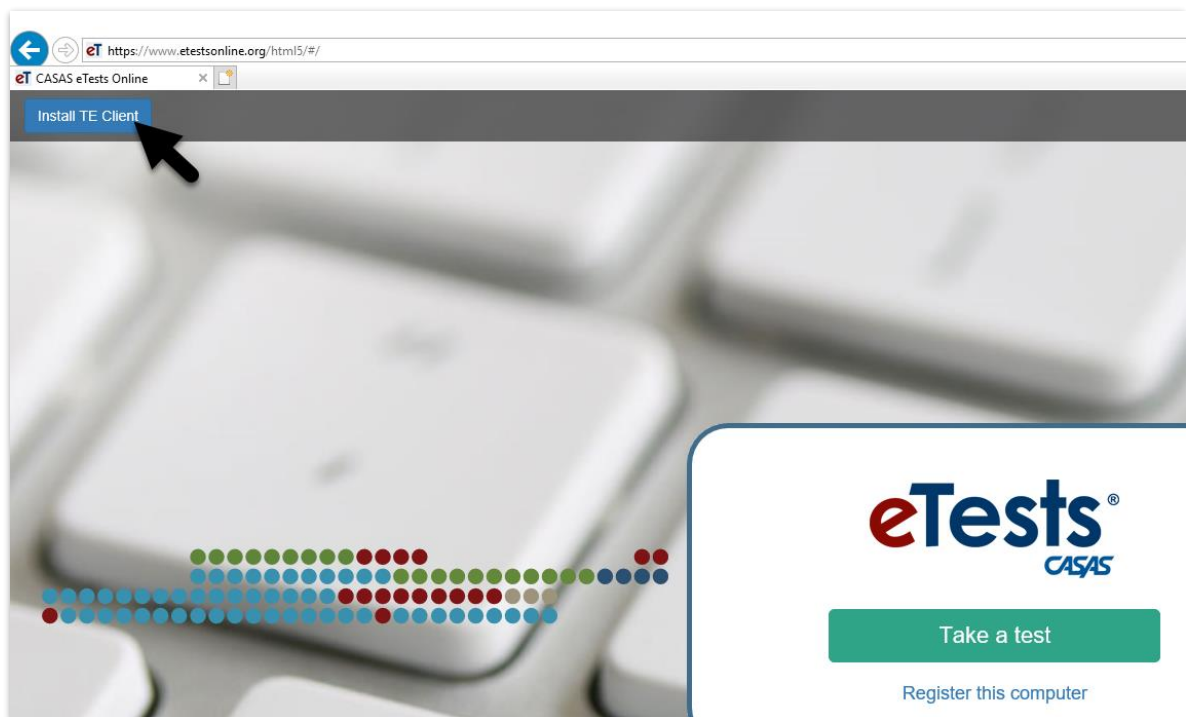 eT https://www.etestsonline.org/html5/#/
eT CASAS eTests Online
Install TE Client
eTests®
CASAS
Take a test
Register this computer